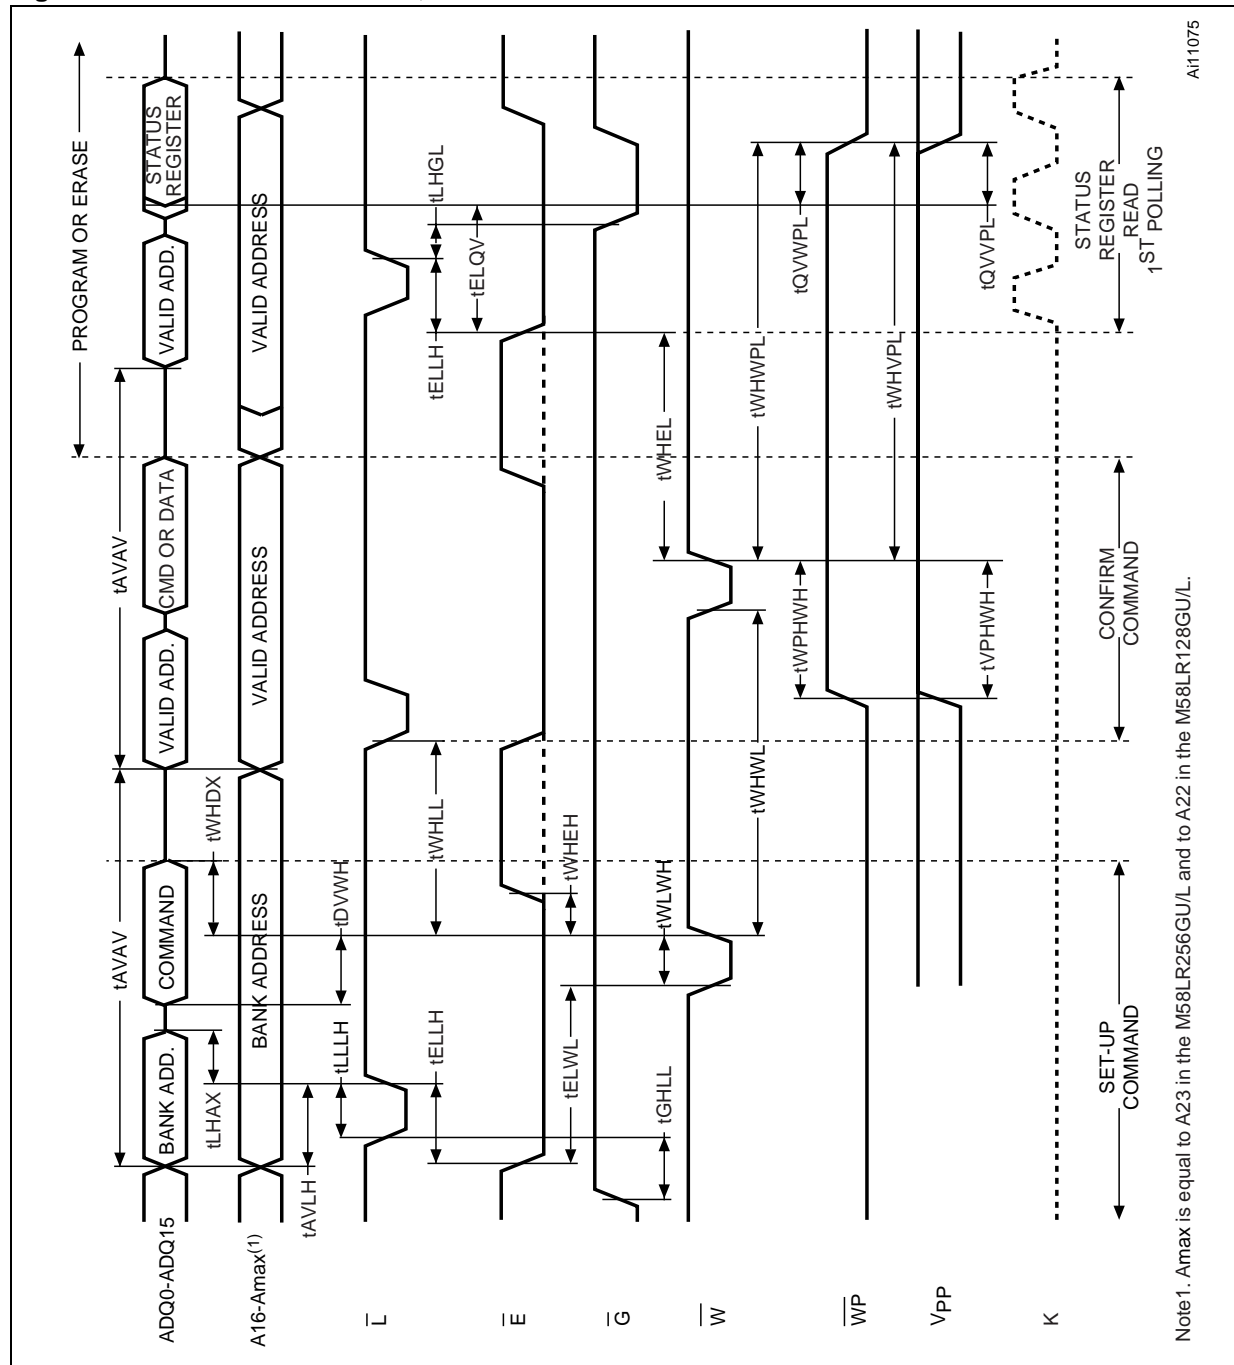 ADQ0-ADQ15
BANK ADD.
COMMAND
VALID ADD.
CMD OR DATA
VALID ADD.
STATUS
REGISTER
PROGRAM OR ERASE
tAVAV
tAVAV
A16-Amax(1)
BANK ADDRESS
VALID ADDRESS
VALID ADDRESS
tLHAX
tWHDX
tAVLH
tLLLH
tDVWH
L
tELLH
tWHLL
tELLH
tLHGL
tELQV
E
tELWL
tWHEH
G
tGHLL
tWLWH
tWHEL
W
tWHWL
tWHWPL
tWPHWH
tQVWPL
WP
tWHVPL
VPP
tVPHWH
tQVVPL
K
SET-UP
COMMAND
CONFIRM
COMMAND
STATUS
REGISTER
READ
1ST POLLING
Note1. Amax is equal to A23 in the M58LR256GU/L and to A22 in the M58LR128GU/L.
Ai11075